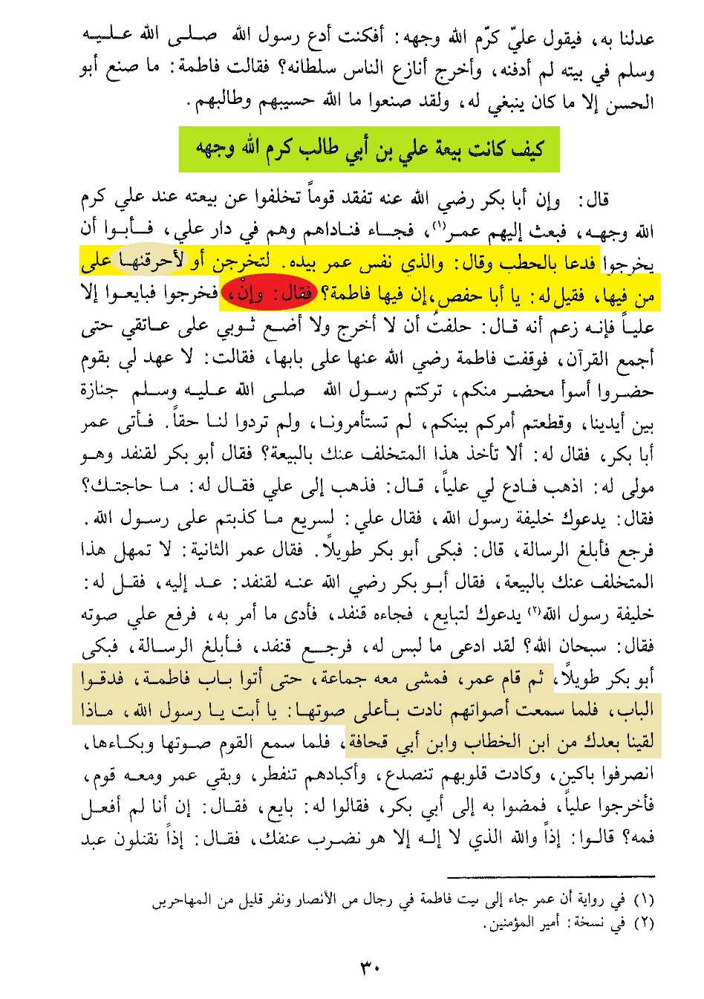 عدلنا به، فيقول عليّ كرّم الله وجهه: أفكنت أدع رسول الله صلى الله عليه
وسلم في بيته لم أدفنه، وأخرج أنازع الناس سلطانه؟ فقالت فاطمة: ما صنع أبو
الحسن إلا ما كان ينبغي له، ولقد صنعوا ما الله حسيبهم وطالبهم.
كيف كانت بيعة علي بن أبي طالب كرم الله وجهه
قال: وإن أبا بكر رضي الله عنه تفقد قوماً تخلفوا عن بيعته عند علي كرم
الله وجهه، فبعث إليهم عمر(١)، فجاء فناداهم وهم في دار علي، فأبوا أن
يخرجوا فدعا بالحطب وقال: والذي نفس عمر بيده. لتخرجن أو لأحرقنها على
من فيها، فقيل له: يا أبا حفص، إن فيها فاطمة؟ فقال: وإنْ، فخرجوا فبايعوا إلا
علياً فإنه زعم أنه قال: حلفتُ أن لا أخرج ولا أضع ثوبي على عاتقي حتى
أجمع القرآن، فوقفت فاطمة رضي الله عنها على بابها، فقالت: لا عهد لي بقوم
حضروا أسوأ محضر منكم، تركتم رسول الله صلى الله عليه وسلم جنازة
بين أيدينا، وقطعتم أمركم بينكم، لم تستأمرونا، ولم تردوا لنا حقاً. فأتى عمر
أبا بكر، فقال له: ألا تأخذ هذا المتخلف عنك بالبيعة؟ فقال أبو بكر لقنفد وهو
مولى له: اذهب فادع لي علياً، قال: فذهب إلى علي فقال له: ما حاجتك؟
فقال: يدعوك خليفة رسول الله، فقال علي: لسريع ما كذبتم على رسول الله.
فرجع فأبلغ الرسالة، قال: فبكى أبو بكر طويلاً. فقال عمر الثانية: لا تمهل هذا
المتخلف عنك بالبيعة، فقال أبو بكر رضي الله عنه لقنفد: عد إليه، فقل له:
خليفة رسول الله(٢) يدعوك لتبايع، فجاءه قنفد، فأدى ما أمر به، فرفع علي صوته
فقال: سبحان الله؟ لقد ادعى ما ليس له، فرجع قنفد، فأبلغ الرسالة، فبكى
أبو بكر طويلاً، ثم قام عمر، فمشى معه جماعة، حتى أتوا باب فاطمة، فدقوا
الباب، فلما سمعت أصواتهم نادت بأعلى صوتها: يا أبت يا رسول الله، ماذا
لقينا بعدك من ابن الخطاب وابن أبي قحافة، فلما سمع القوم صوتها وبكاءها،
انصرفوا باكين، وكادت قلوبهم تنصدع، وأكبادهم تنفطر، وبقي عمر ومعه قوم،
فأخرجوا علياً، فمضوا به إلى أبي بكر، فقالوا له: بايع، فقال: إن أنا لم أفعل
فمه؟ قالوا: إذاً والله الذي لا إله إلا هو نضرب عنقك، فقال: إذاً تقتلون عبد
(١) في رواية أن عمر جاء إلى بيت فاطمة في رجال من الأنصار ونفر قليل من المهاجرين
(٢) في نسخة: أمير المؤمنين.
٣٠